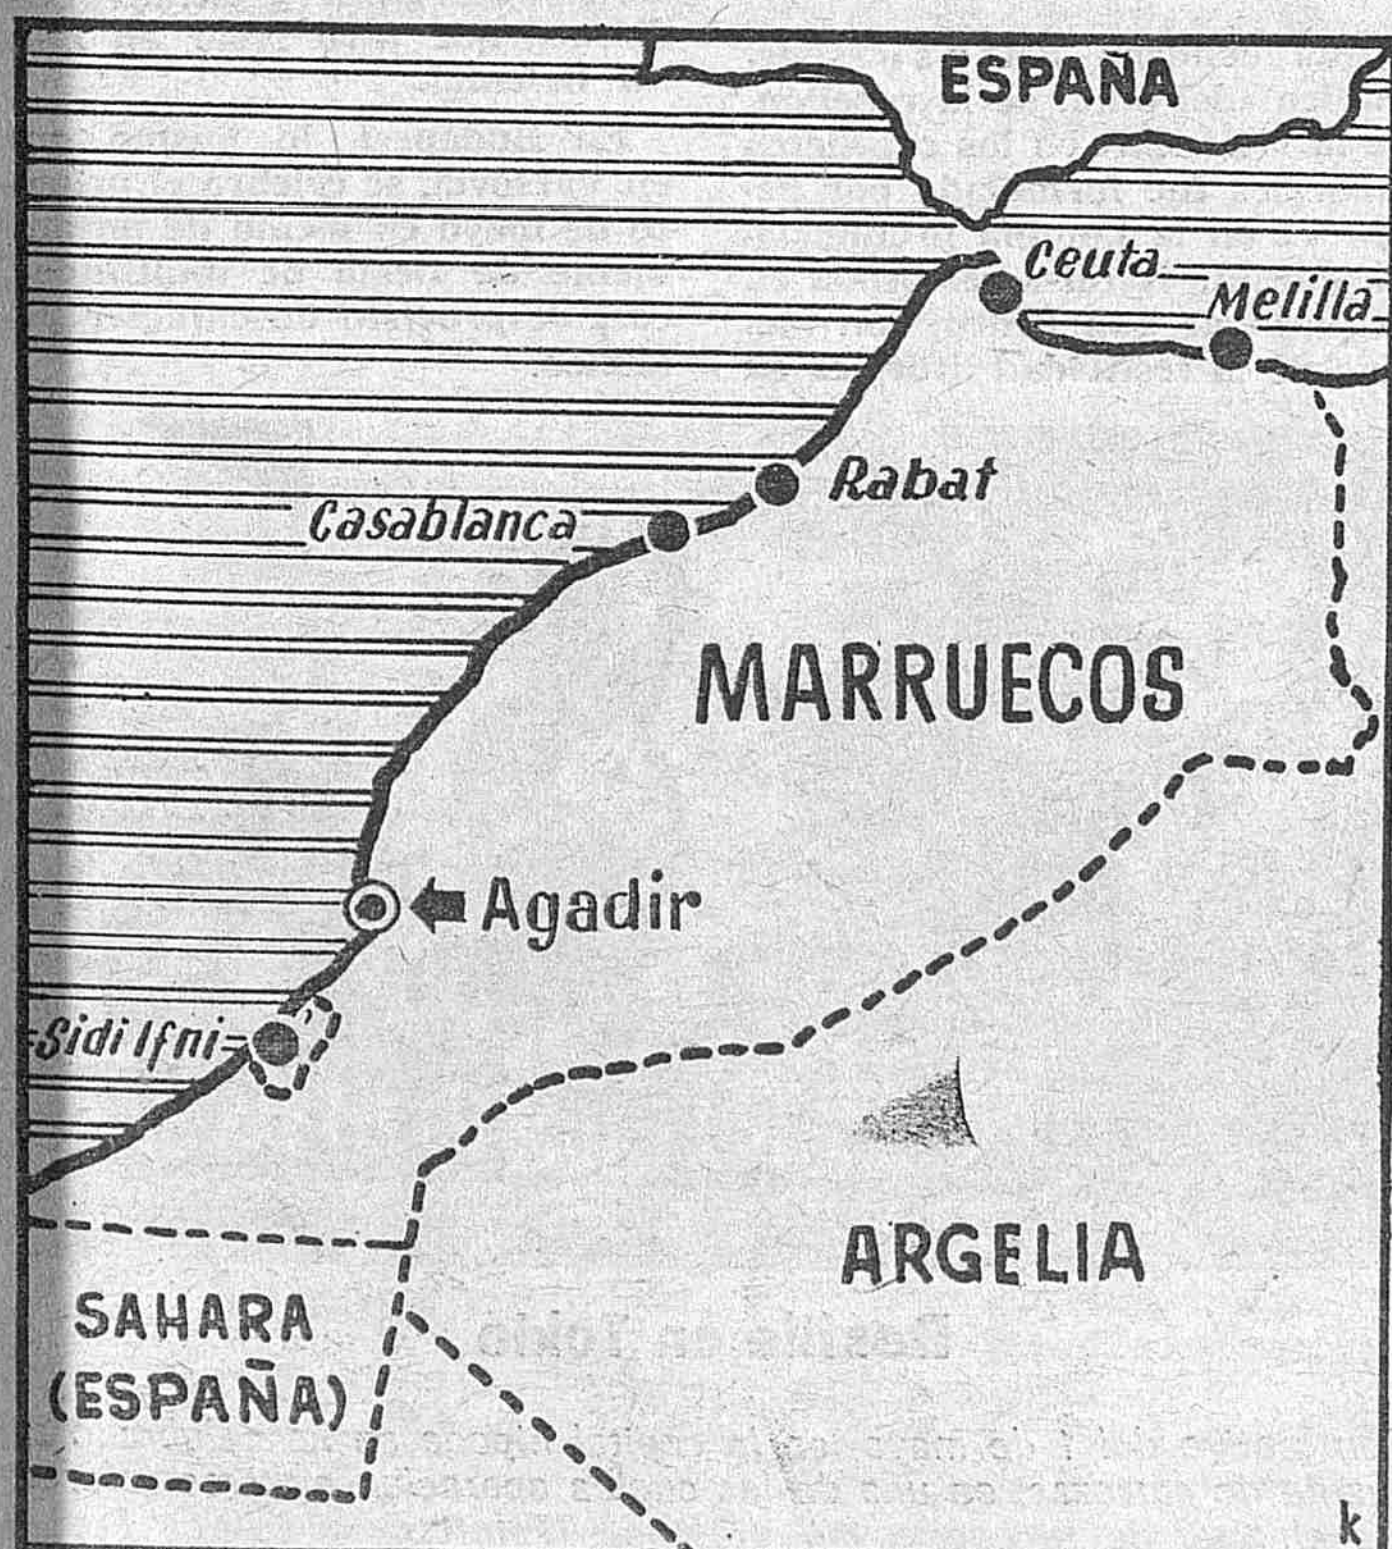 ESPAÑA
Ceuta
Melilla
Rabat
Casablanca
MARRUECOS
Agadir
Sidi Ifni
ARGELIA
SAHARA
(ESPAÑA)
k